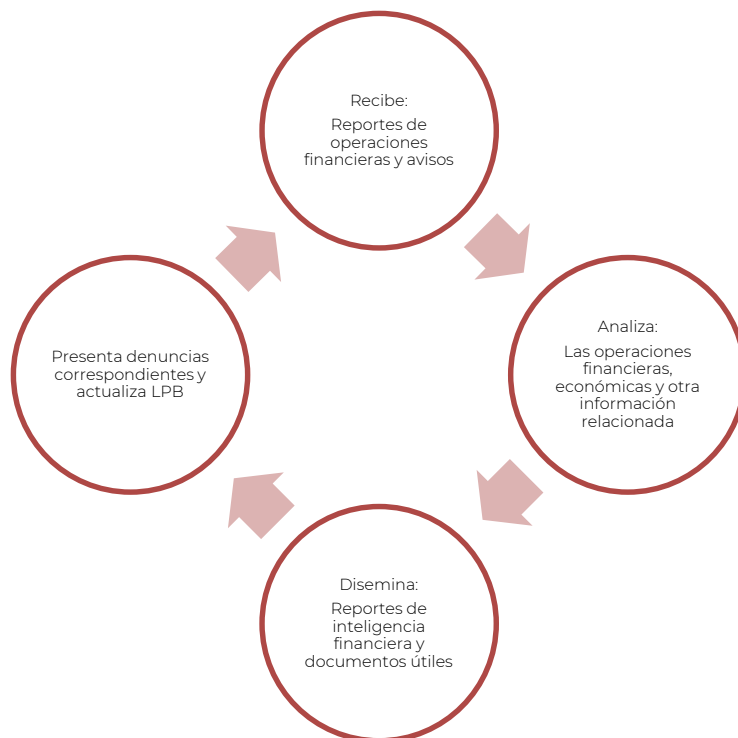 Recibe:
Reportes de
operaciones
financieras y avisos
Analiza:
Las operaciones
financieras,
económicas y otra
información
relacionada
Disemina:
Reportes de
inteligencia
financiera y
documentos útiles
Presenta denuncias
correspondientes y
actualiza LPB